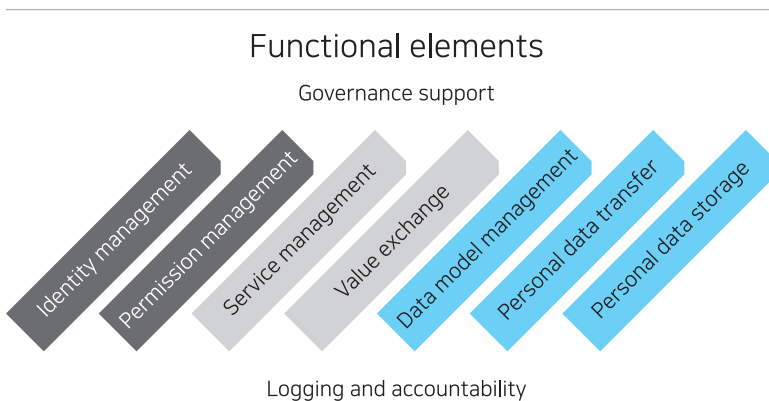 Functional elements
Governance support
Identity management
Permission management
Service management
Value exchange
Data model management
Personal data transfer
Personal data storage
Logging and accountability